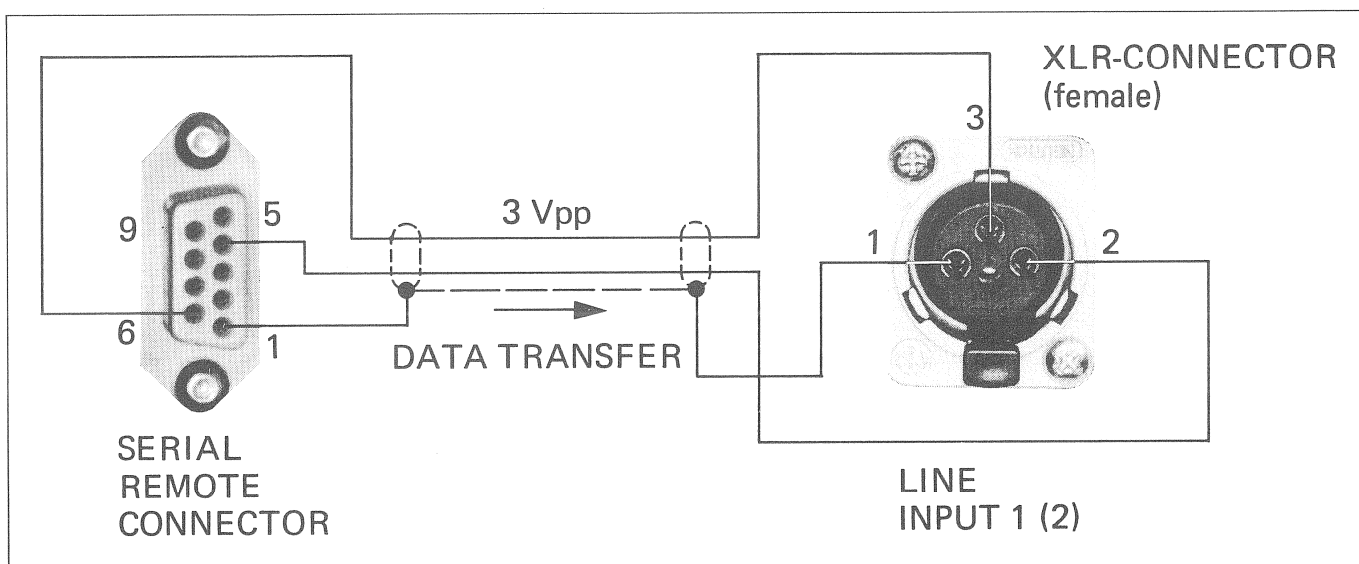 XLR-CONNECTOR
(female)
3
9
5
3 Vpp
1
2
6
1
DATA TRANSFER
SERIAL
REMOTE
CONNECTOR
LINE
INPUT 1 (2)